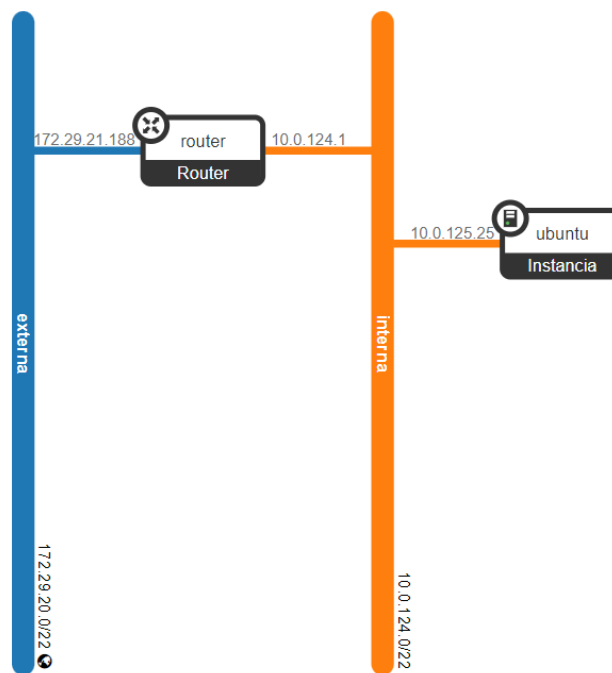 172.29.21.188
router
Router
10.0.124.1
10.0.125.25
ubuntu
Instancia
externa
interna
172.29.20.0/22
10.0.124.0/22